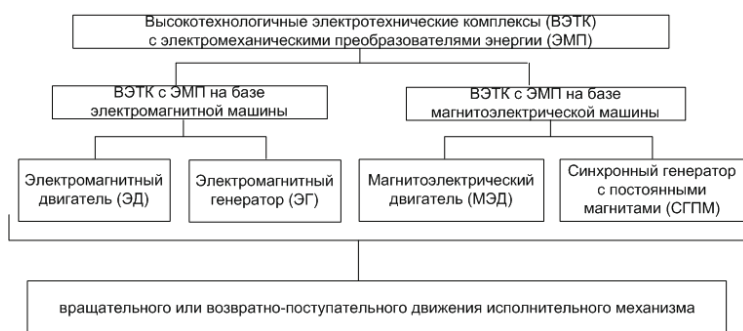 Высокотехнологичные электротехнические комплексы (ВЭТК)
с электромеханическими преобразователями энергии (ЭМП)
ВЭТК с ЭМП на базе
электромагнитной машины
ВЭТК с ЭМП на базе
магнитоэлектрической машины
Электромагнитный
двигатель (ЭД)
Электромагнитный
генератор (ЭГ)
Магнитоэлектрический
двигатель (МЭД)
Синхронный генератор
с постоянными
магнитами (СГПМ)
вращательного или возвратно-поступательного движения исполнительного механизма